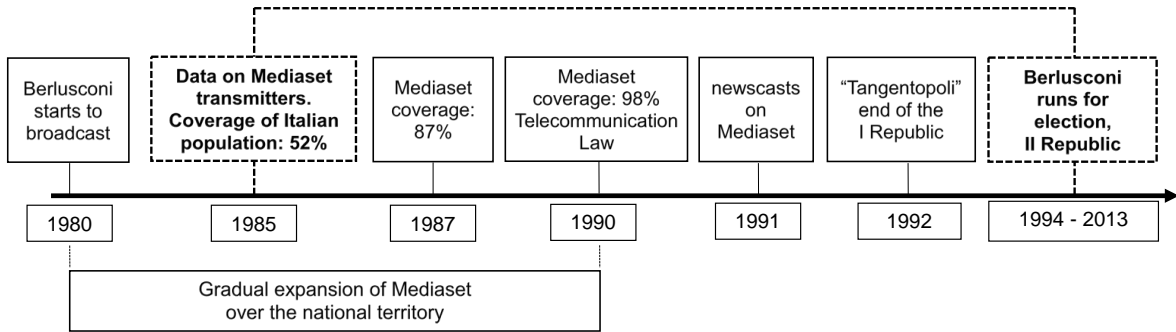 Berlusconi
starts to
broadcast
Data on Mediaset
transmitters.
Coverage of Italian
population: 52%
Mediaset
coverage:
87%
Mediaset
coverage: 98%
Telecommunication
Law
newscasts
on
Mediaset
“Tangentopoli”
end of the
I Republic
Berlusconi
runs for
election,
II Republic
1980
1985
1987
1990
1991
1992
1994 - 2013
Gradual expansion of Mediaset
over the national territory